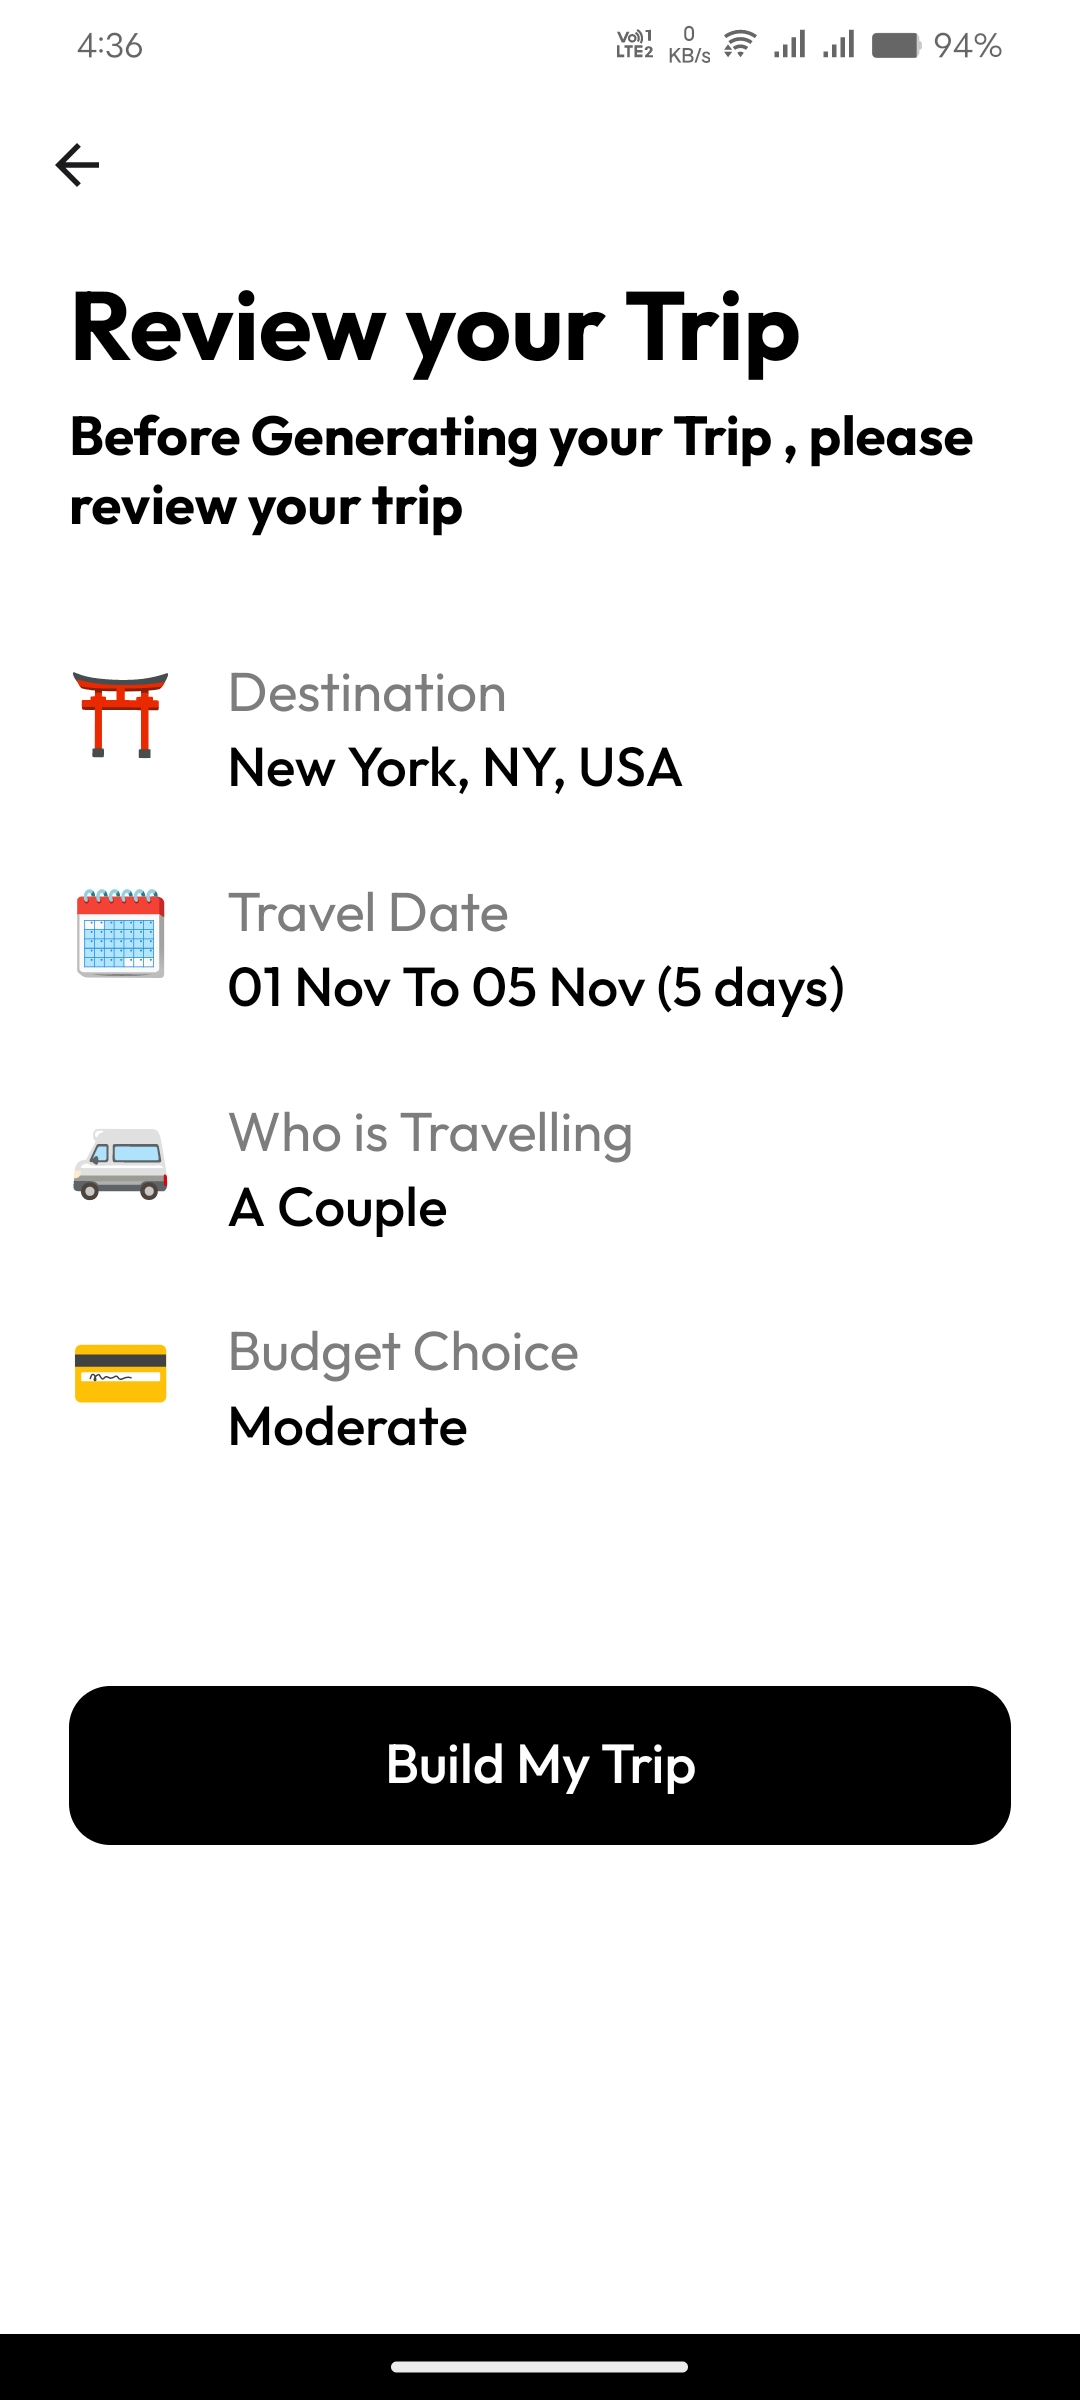 4:36
Vo))1
LTE2
0
KB/s
94%
Review your Trip
Before Generating your Trip , please
review your trip
Destination
New York, NY, USA
Travel Date
01 Nov To 05 Nov (5 days)
Who is Travelling
A Couple
Budget Choice
Moderate
Build My Trip